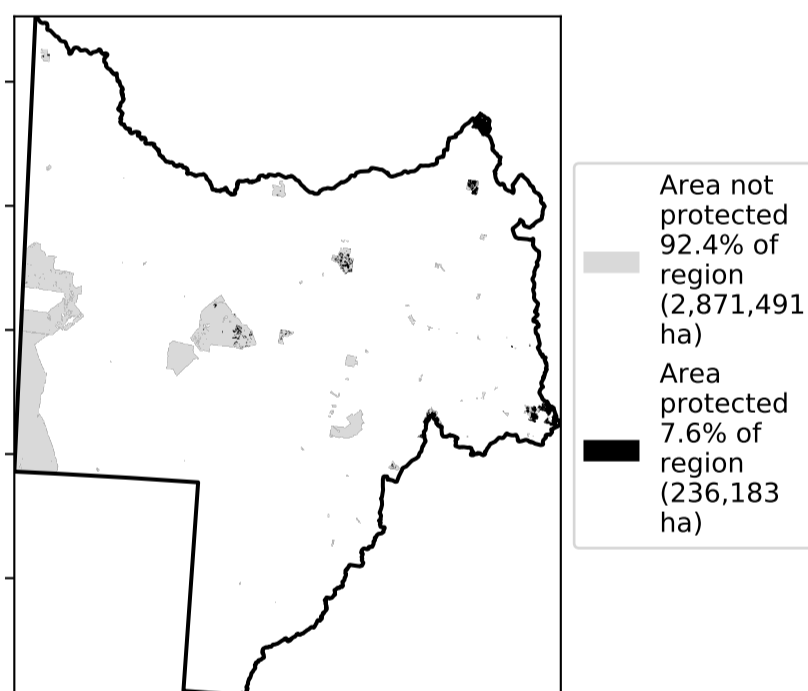 Area not
protected
92.4% of
region
(2,871,491
ha)
Area
protected
7.6% of
region
(236,183
ha)